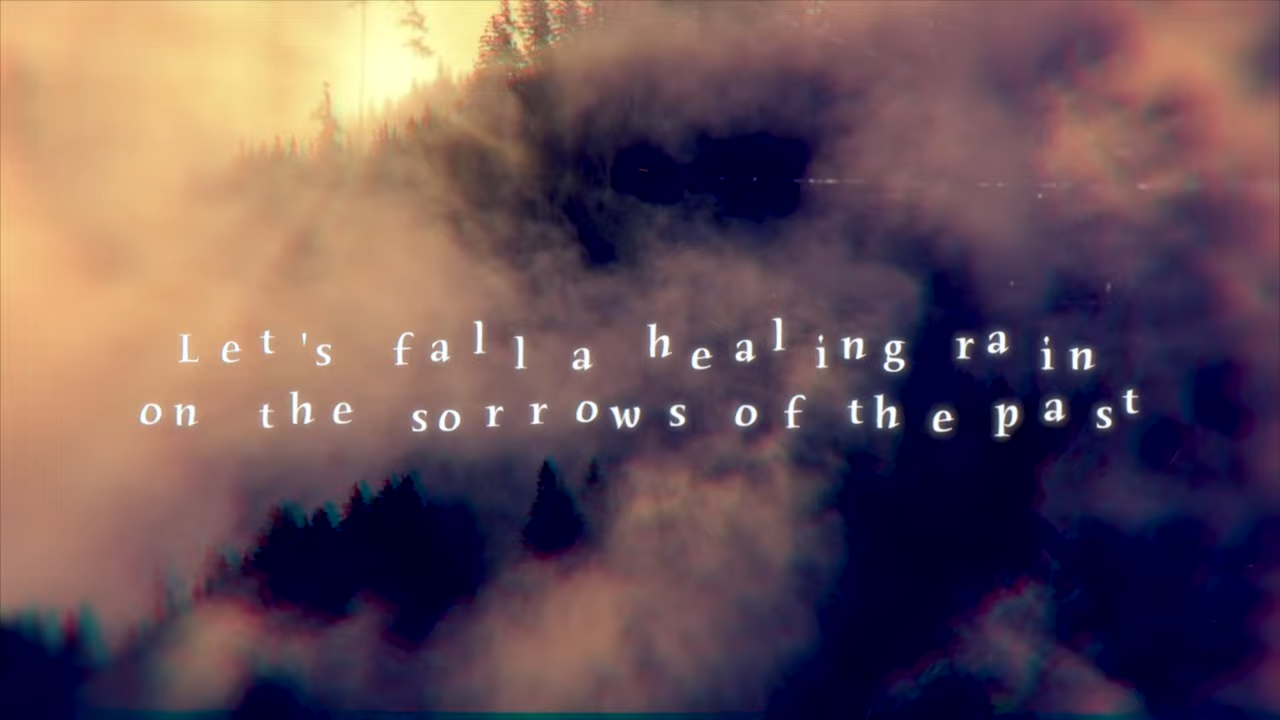 Let's fall a healing rain
on the sorrows of the past